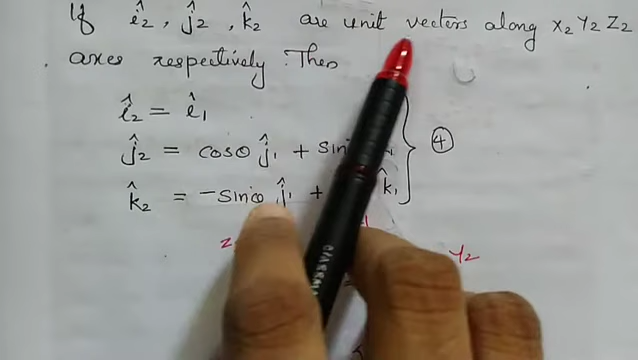 If î₂, ĵ₂, k̂₂ are unit vectors along X₂ Y₂ Z₂
axes respectively. Then
î₂ = î₁
ĵ₂ = cosθ ĵ₁ + sin
k̂₂ = -sinθ ĵ₁ + k̂₁
+
Z
Y₂
CLASSMA